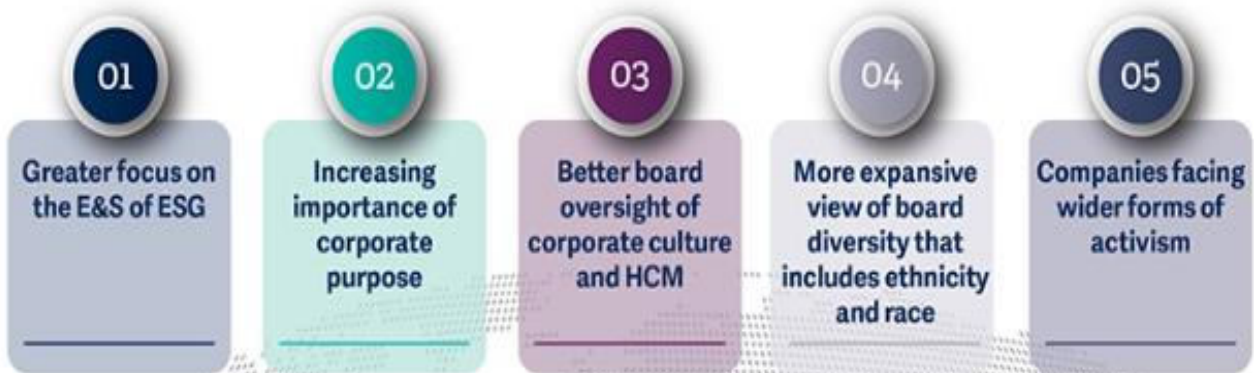 01
Greater focus on
the E&S of ESG
02
Increasing
importance of
corporate
purpose
03
Better board
oversight of
corporate culture
and HCM
04
More expansive
view of board
diversity that
includes ethnicity
and race
05
Companies facing
wider forms of
activism